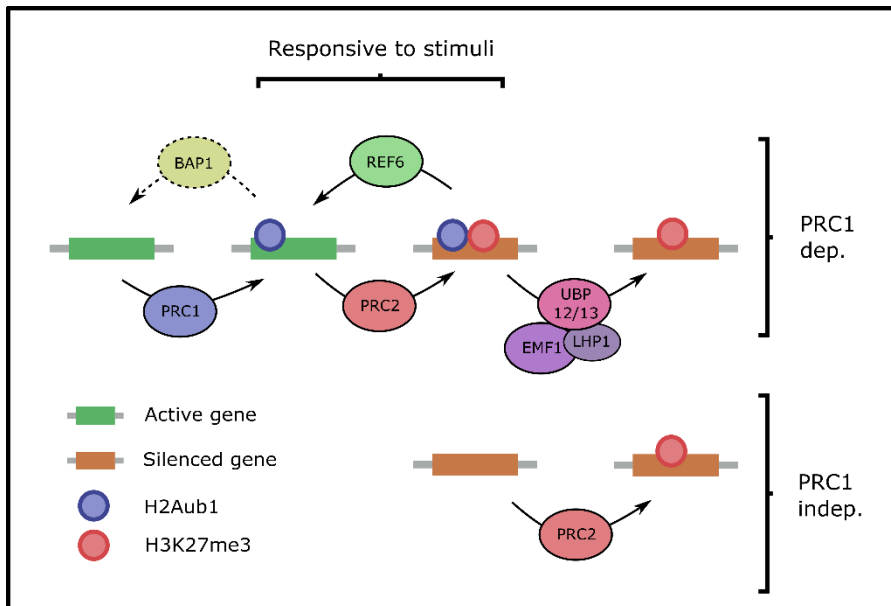 Responsive to stimuli
BAP1
REF6
PRC1
dep.
PRC1
PRC2
UBP
12/13
EMF1
LHP1
Active gene
Silenced gene
H2Aub1
H3K27me3
PRC2
PRC1
indep.